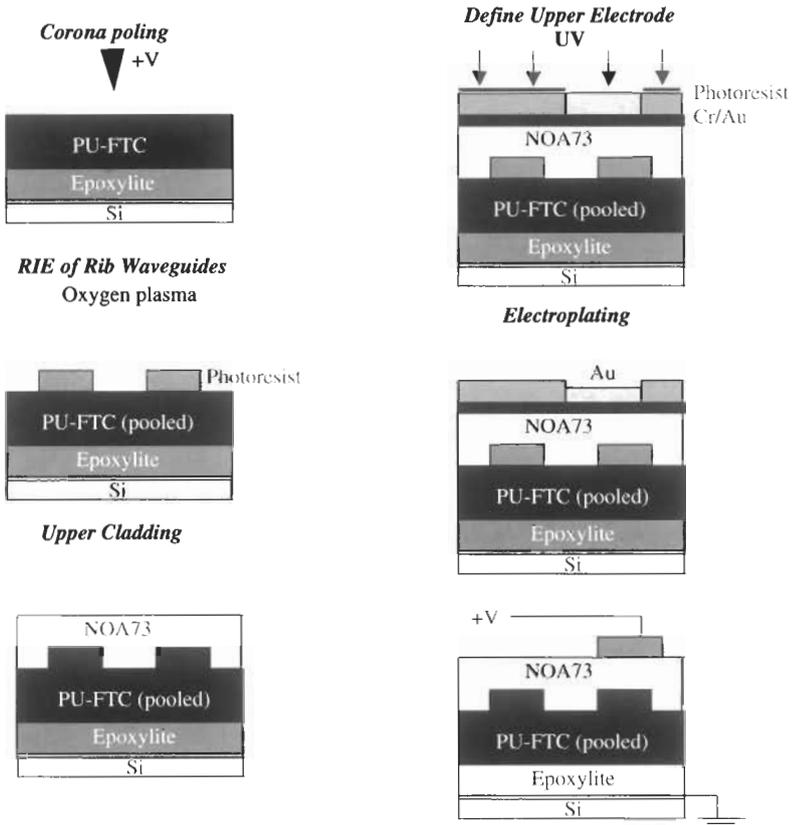 Corona poling
+V
PU-FTC
Epoxylite
Si
RIE of Rib Waveguides
Oxygen plasma
Photoresist
PU-FTC (pooled)
Epoxylite
Si
Upper Cladding
NOA73
PU-FTC (pooled)
Epoxylite
Si
Define Upper Electrode
UV
Photoresist
Cr/Au
NOA73
PU-FTC (pooled)
Epoxylite
Si
Electroplating
Au
NOA73
PU-FTC (pooled)
Epoxylite
Si
+V
NOA73
PU-FTC (pooled)
Epoxylite
Si